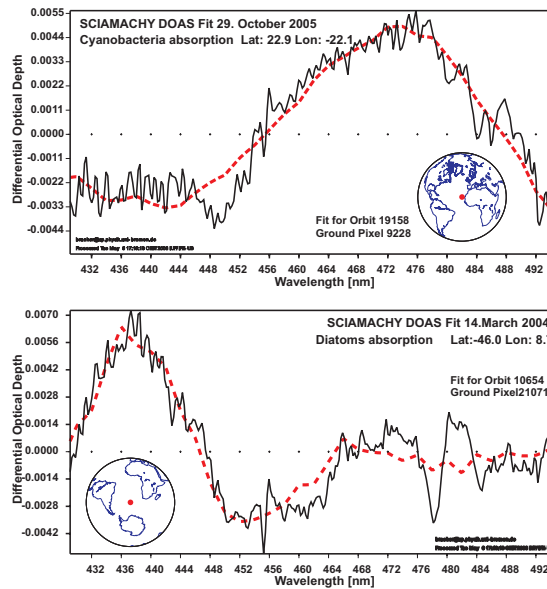 SCIAMACHY DOAS Fit 29. October 2005
Cyanobacteria absorption Lat: 22.9 Lon: -22.1
Differential Optical Depth
0.0055
0.0044
0.0033
0.0022
0.0011
0.0000
-0.0011
-0.0022
-0.0033
-0.0044
Fit for Orbit 19158
Ground Pixel 9228
432 436 440 444 448 452 456 460 464 468 472 476 480 484 488 492
Wavelength [nm]
SCIAMACHY DOAS Fit 14.March 2004
Diatoms absorption Lat:-46.0 Lon: 8.
Differential Optical Depth
0.0070
0.0056
0.0042
0.0028
0.0014
0.0000
-0.0014
-0.0028
-0.0042
Fit for Orbit 10654
Ground Pixel21071
432 436 440 444 448 452 456 460 464 468 472 476 480 484 488 492
Wavelength [nm]